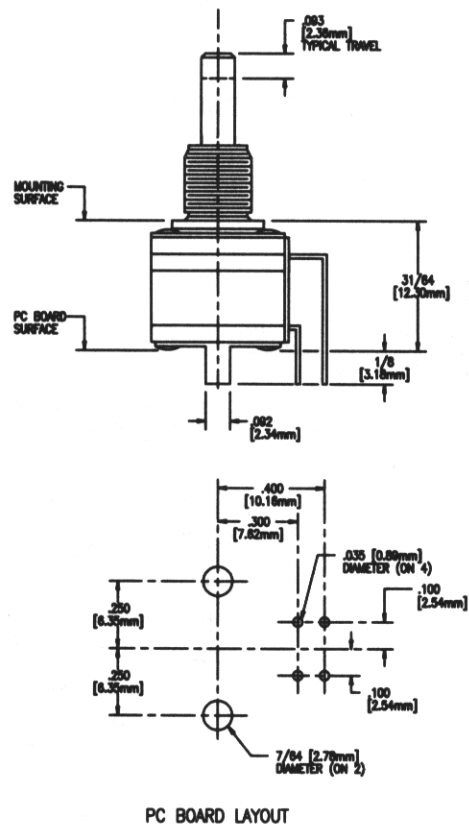 .093
[2.36mm]
TYPICAL TRAVEL
MOUNTING
SURFACE
31/64
[12.30mm]
PC BOARD
SURFACE
1/8
[3.18mm]
.092
[2.34mm]
.400
[10.16mm]
.300
[7.62mm]
.035 [0.89mm]
DIAMETER (ON 4)
.100
[2.54mm]
.250
[6.35mm]
.250
[6.35mm]
.100
[2.54mm]
7/64 [2.78mm]
DIAMETER (ON 2)
PC BOARD LAYOUT